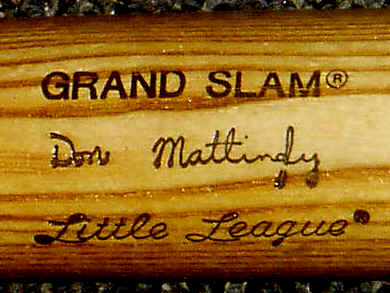 GRAND SLAM®
Don Mattingly
Little League®